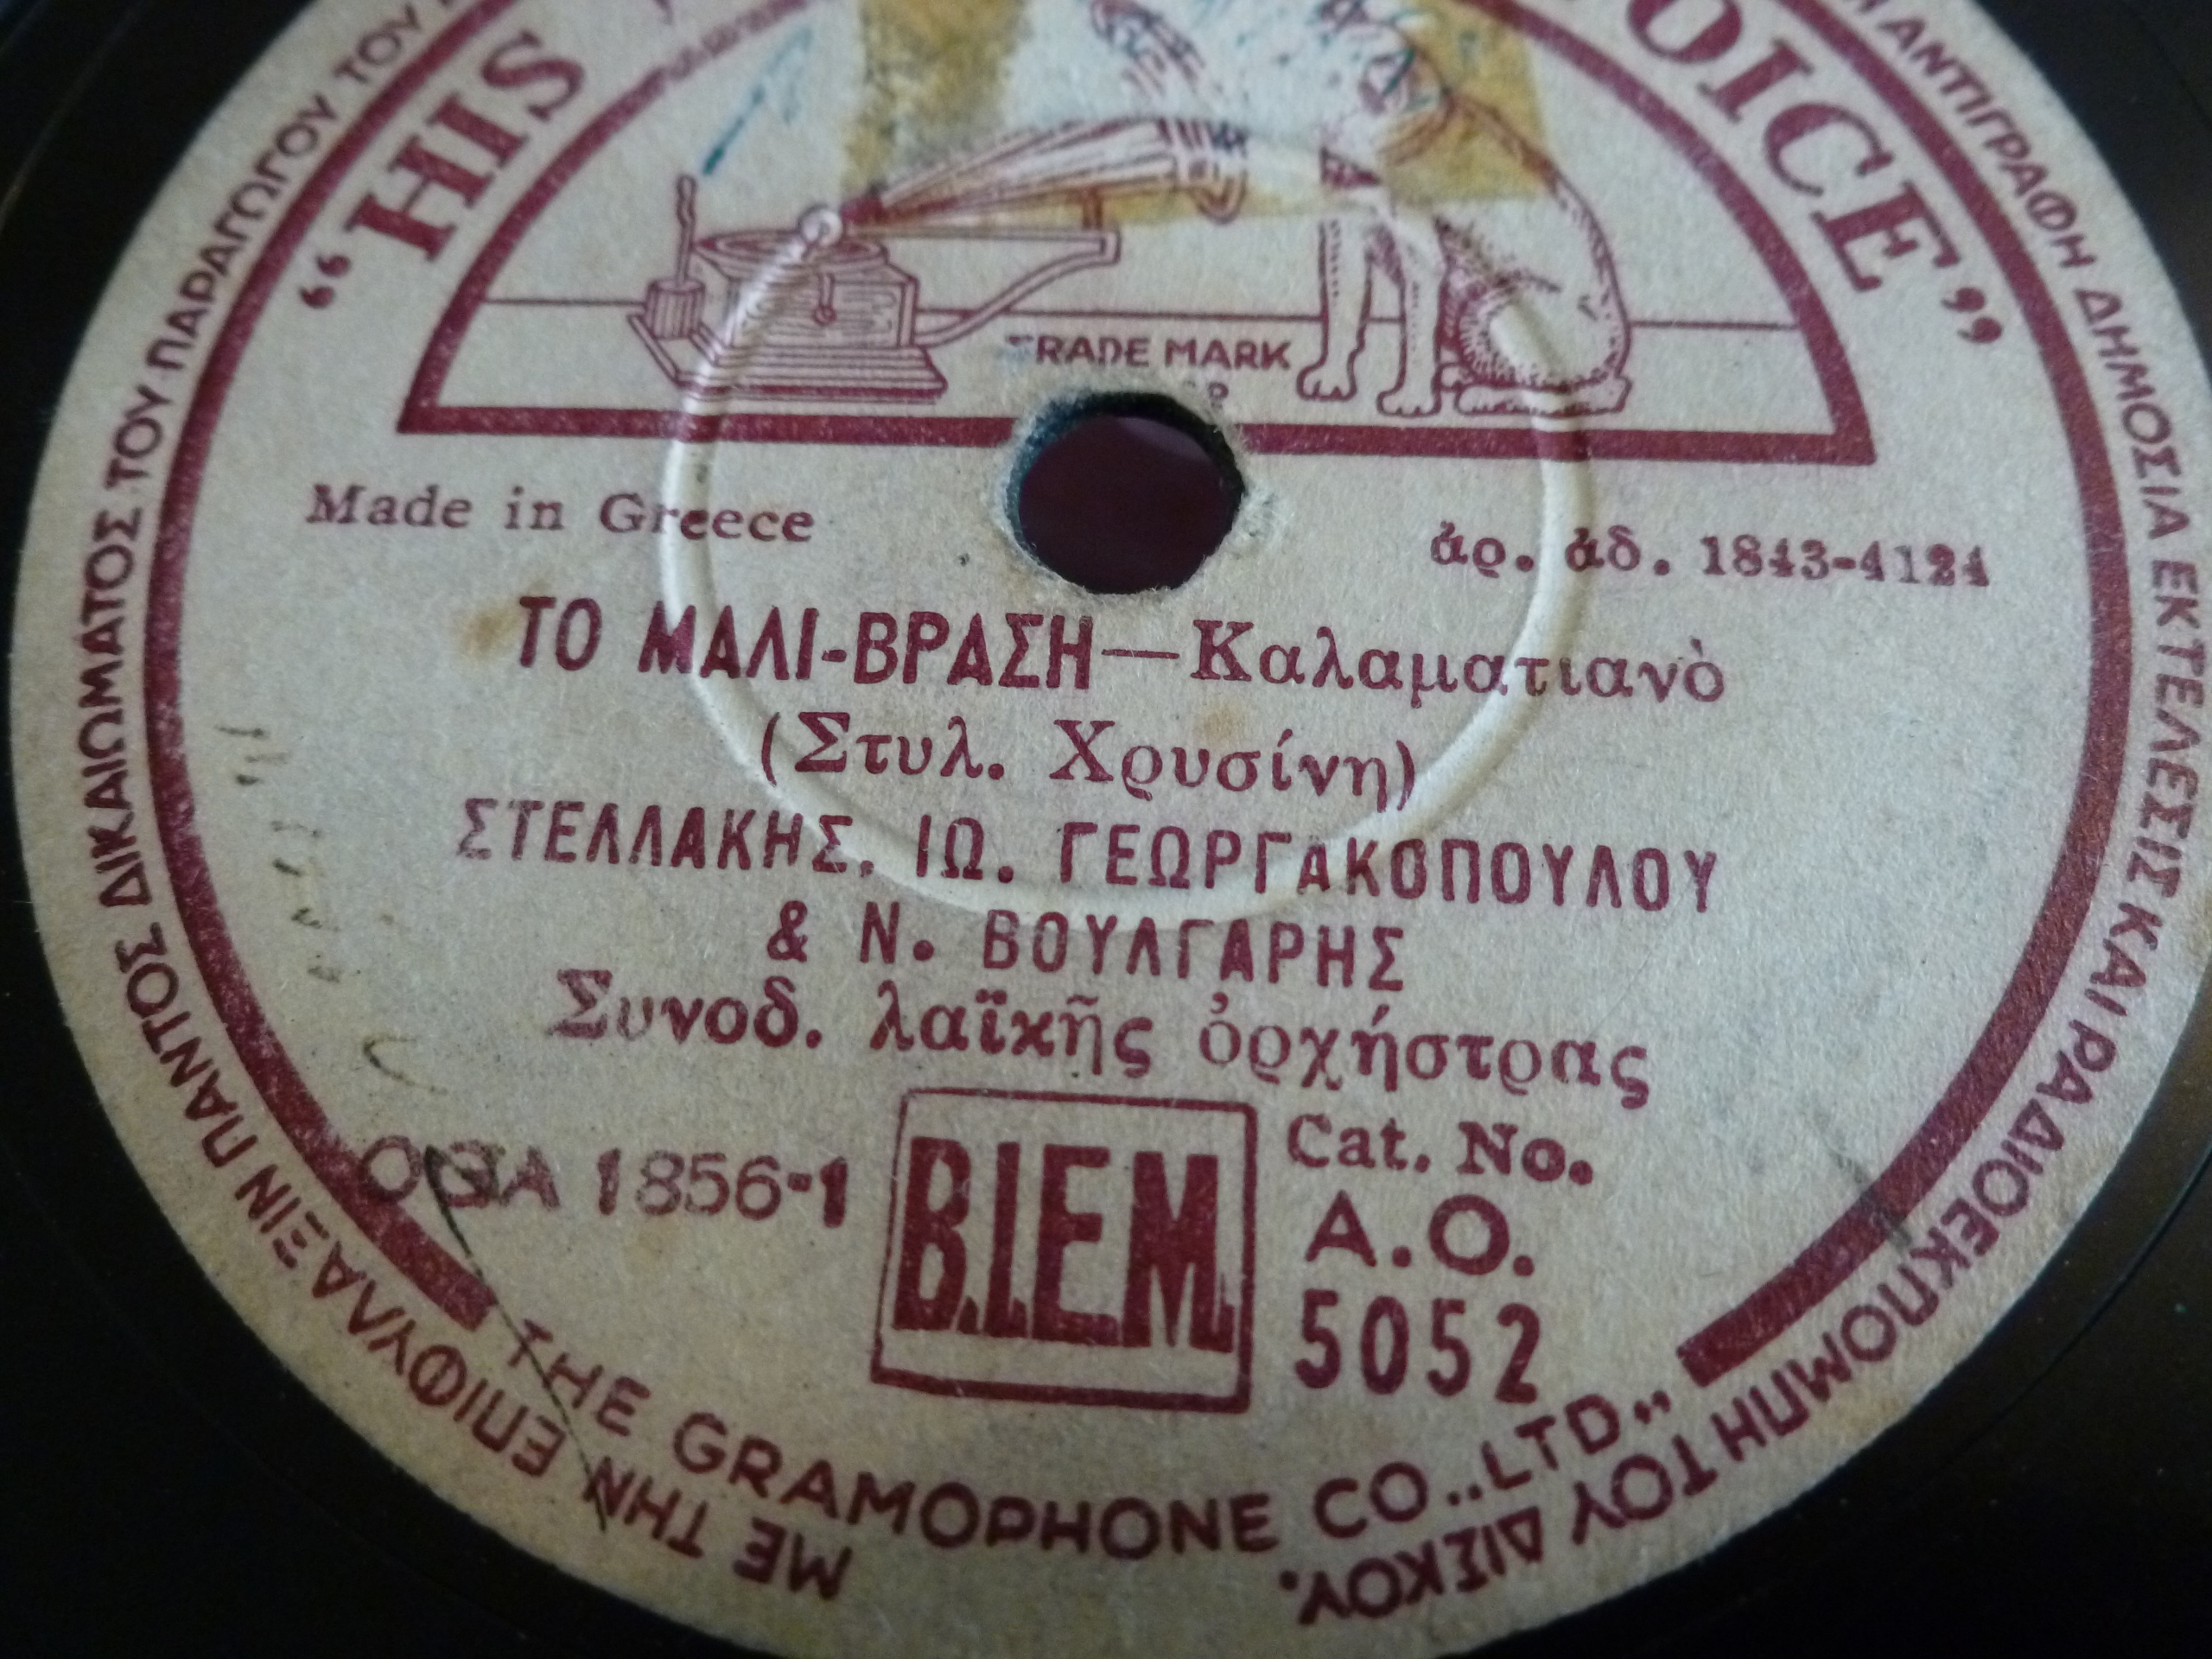 “HIS VOICE”
TRADE MARK
Made in Greece
ἀρ. ἀδ. 1843-4124
ΤΟ ΜΑΛΙ-ΒΡΑΣΗ—Καλαματιανὸ
(Στυλ. Χρυσίνη)
ΣΤΕΛΛΑΚΗΣ, ΙΩ. ΓΕΩΡΓΑΚΟΠΟΥΛΟΥ
& Ν. ΒΟΥΛΓΑΡΗΣ
Συνοδ. λαϊκῆς ὀρχήστρας
OGA 1856-1
B.I.E.M.
Cat. No.
A.O.
5052
THE GRAMOPHONE CO., LTD.,
ΜΕ ΤΗΝ ΕΠΙΦΥΛΑΞΙΝ ΠΑΝΤΟΣ ΔΙΚΑΙΩΜΑΤΟΣ ΤΟΥ ΠΑΡΑΓΩΓΟΥ ΤΟΥ
ΑΝΤΙΓΡΑΦΗ ΔΗΜΟΣΙΑ ΕΚΤΕΛΕΣΙΣ ΚΑΙ ΡΑΔΙΟΕΚΠΟΜΠΗ ΤΟΥ ΔΙΣΚΟΥ.